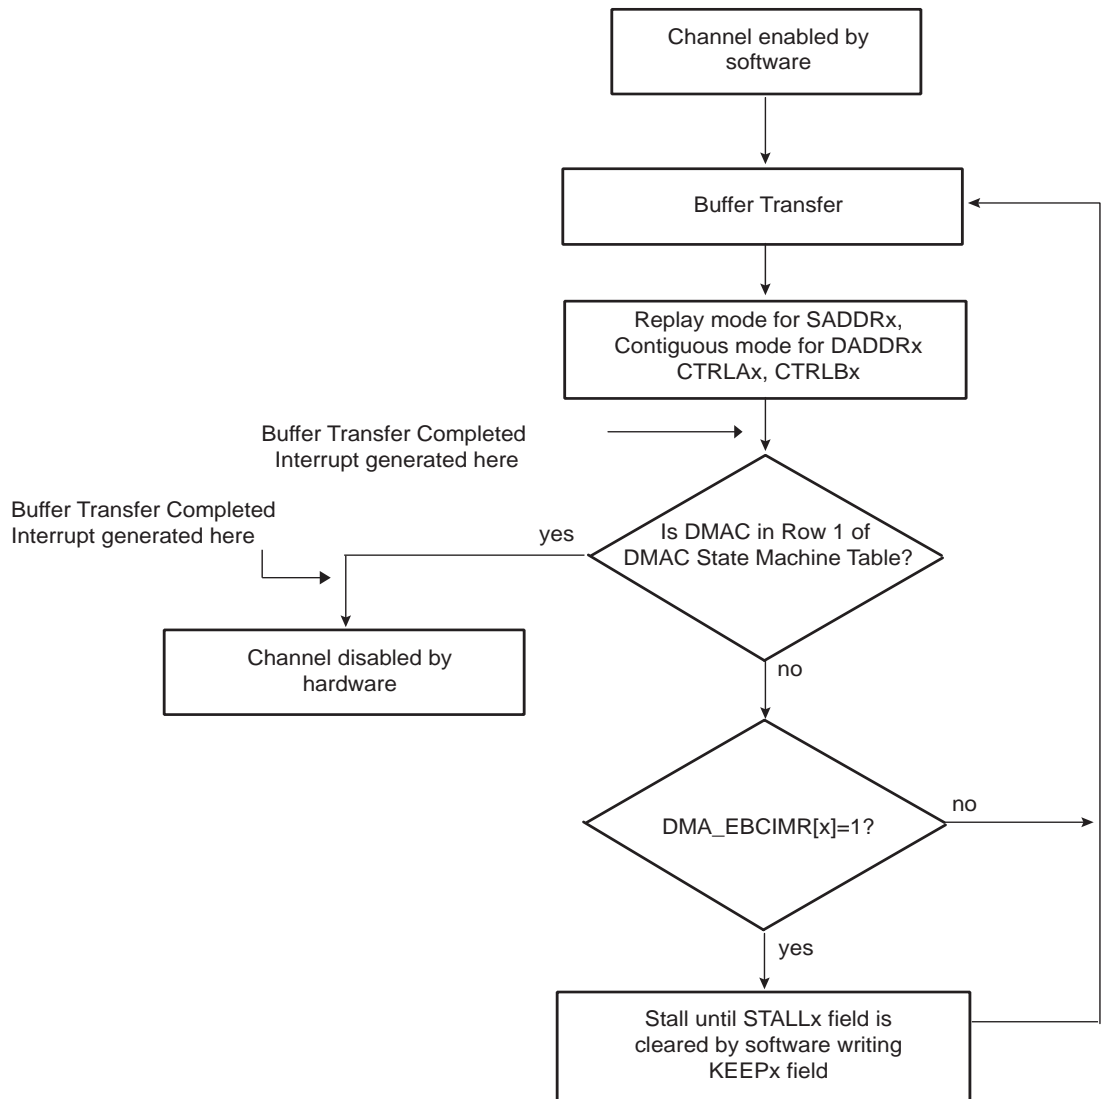 Channel enabled by
software
Buffer Transfer
Replay mode for SADDRx,
Contiguous mode for DADDRx
CTRLAx, CTRLBx
Buffer Transfer Completed
Interrupt generated here
Buffer Transfer Completed
Interrupt generated here
yes
Is DMAC in Row 1 of
DMAC State Machine Table?
Channel disabled by
hardware
no
DMA_EBCIMR[x]=1?
no
yes
Stall until STALLx field is
cleared by software writing
KEEPx field